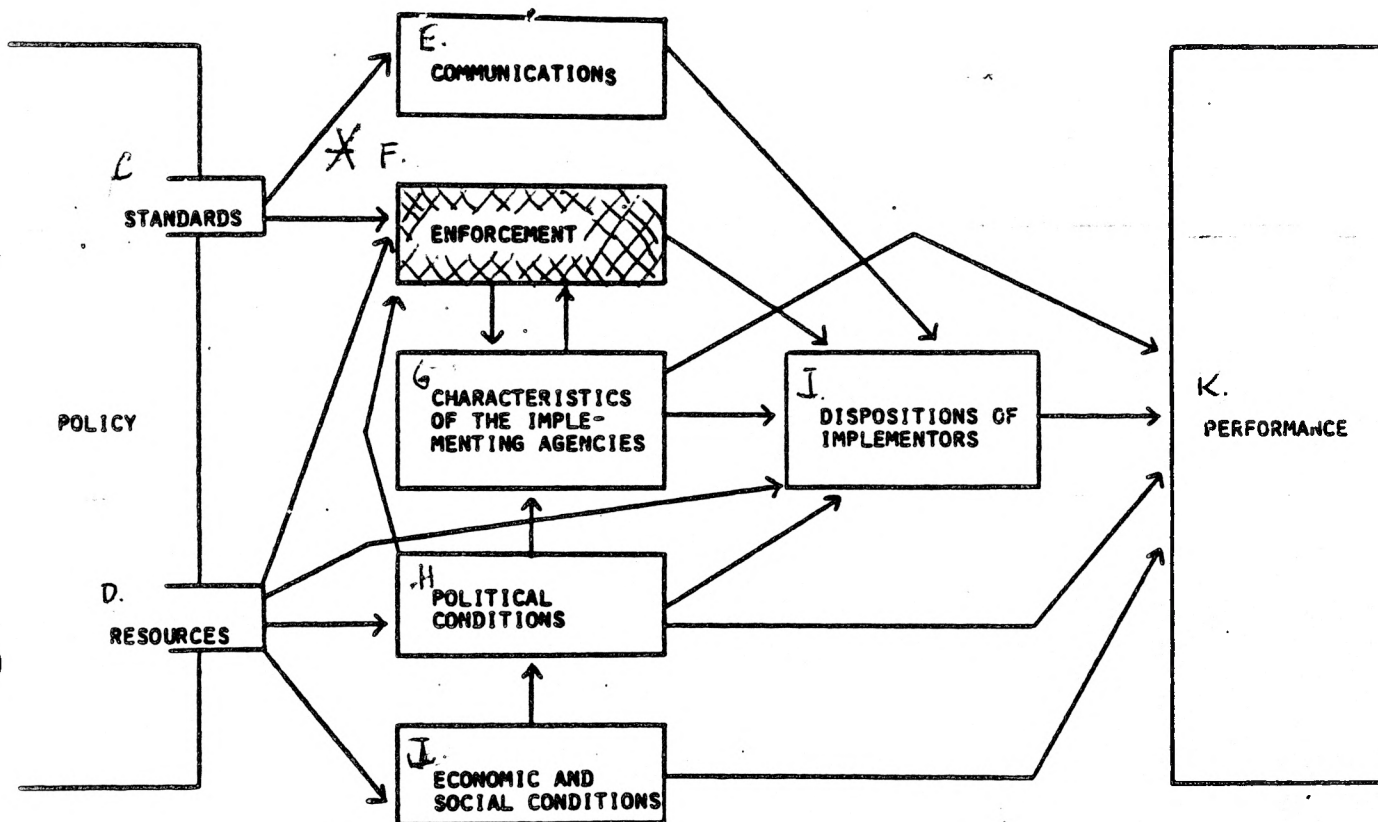 E.
COMMUNICATIONS
C
STANDARDS
F.
ENFORCEMENT
G
CHARACTERISTICS
OF THE IMPLE-
MENTING AGENCIES
I.
DISPOSITIONS OF
IMPLEMENTORS
K.
PERFORMANCE
POLICY
D.
RESOURCES
H
POLITICAL
CONDITIONS
ECONOMIC AND
SOCIAL CONDITIONS